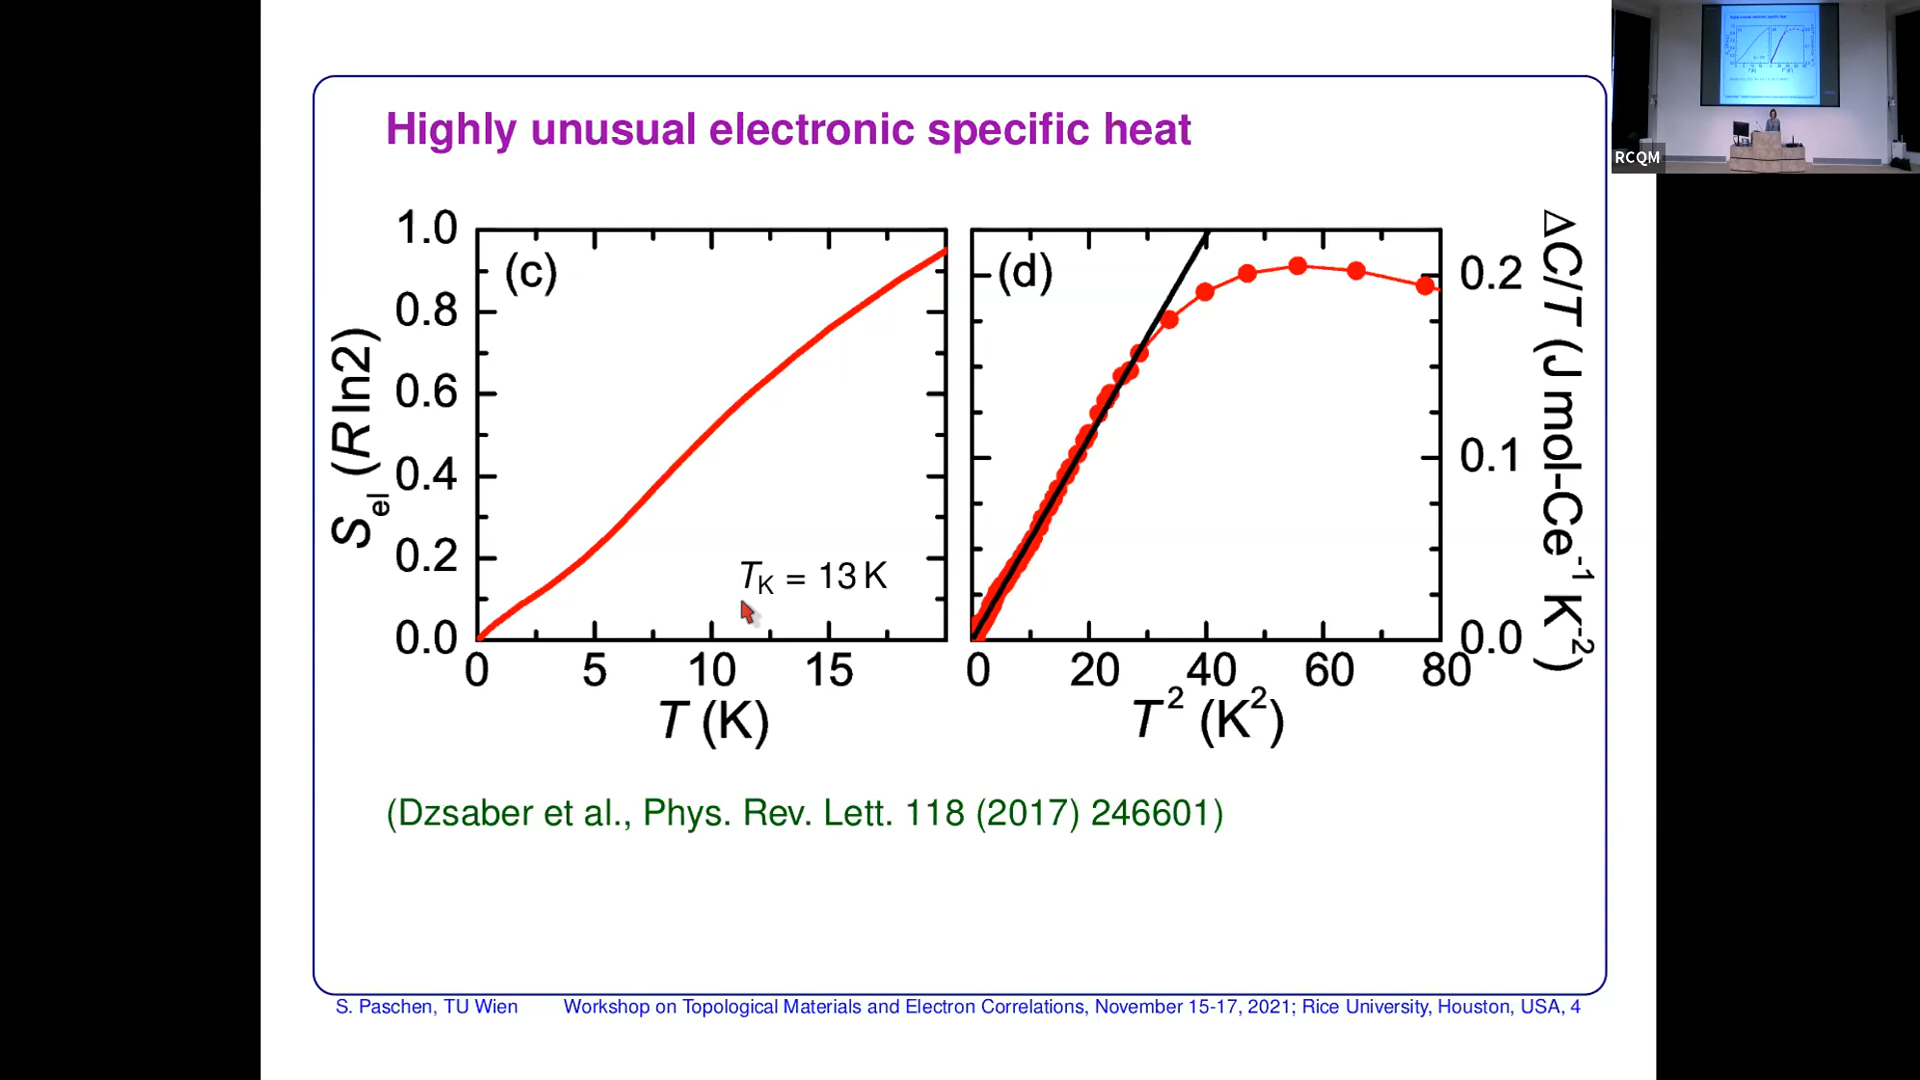 Highly unusual electronic specific heat
RCQM
(c)
1.0
0.8
0.6
0.4
0.2
0.0
S_el (R ln2)
T_K = 13 K
0 5 10 15
T (K)
(d)
0.2
0.1
0.0
ΔC/T (J mol-Ce⁻¹ K⁻²)
0 20 40 60 80
T² (K²)
(Dzsaber et al., Phys. Rev. Lett. 118 (2017) 246601)
S. Paschen, TU Wien Workshop on Topological Materials and Electron Correlations, November 15-17, 2021; Rice University, Houston, USA, 4